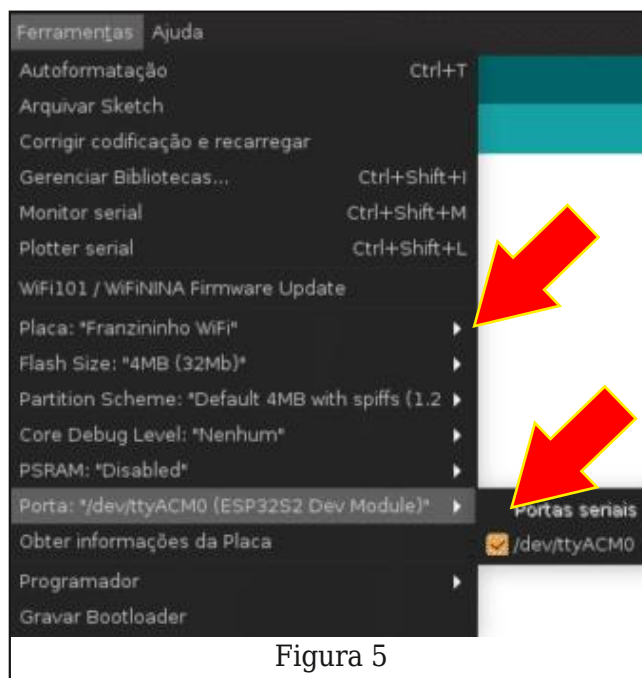 Ferramentas Ajuda
Autoformatação Ctrl+T
Arquivar Sketch
Corrigir codificação e recarregar
Gerenciar Bibliotecas... Ctrl+Shift+I
Monitor serial Ctrl+Shift+M
Plotter serial Ctrl+Shift+L
WiFi101 / WiFiNINA Firmware Update
Placa: "Franzininho WiFi"
Flash Size: "4MB (32Mb)"
Partition Scheme: "Default 4MB with spiffs (1.2
Core Debug Level: "Nenhum"
PSRAM: "Disabled"
Porta: "/dev/ttyACM0 (ESP32S2 Dev Module)" Portas seriais
Obter informações da Placa /dev/ttyACM0
Programador
Gravar Bootloader
Figura 5